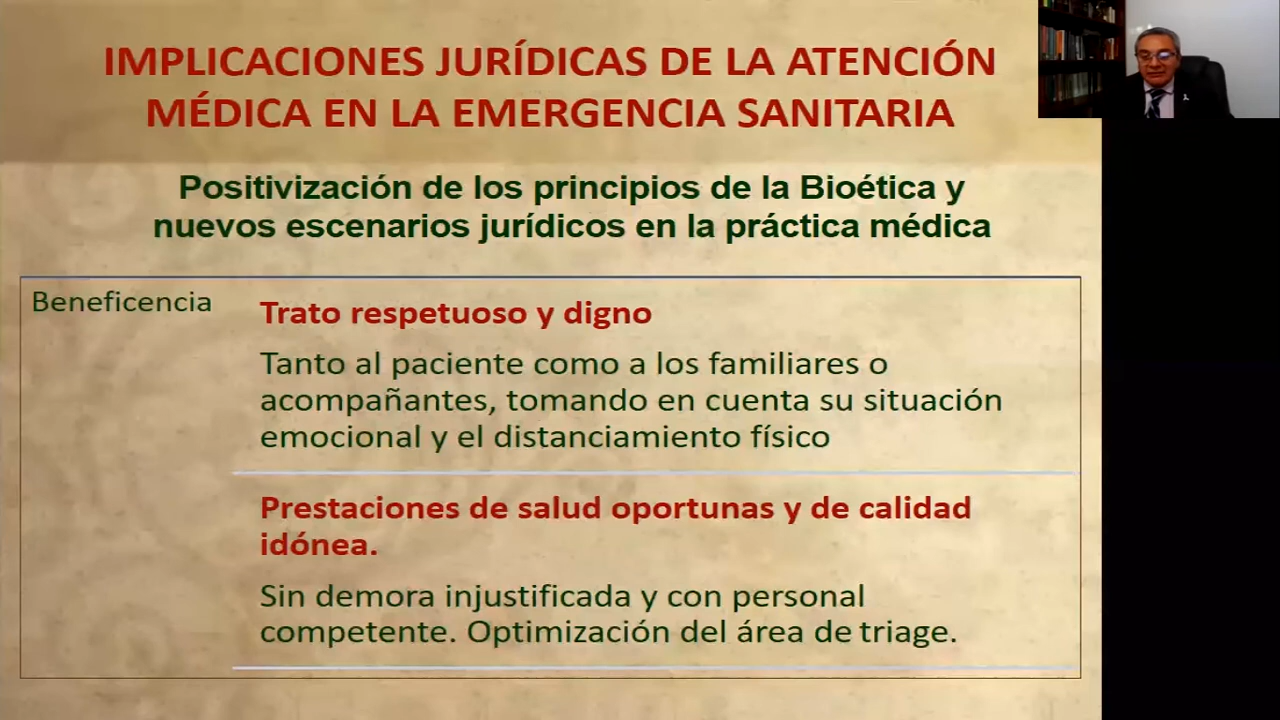 IMPLICACIONES JURÍDICAS DE LA ATENCIÓN
MÉDICA EN LA EMERGENCIA SANITARIA
Positivización de los principios de la Bioética y
nuevos escenarios jurídicos en la práctica médica
Beneficencia
Trato respetuoso y digno
Tanto al paciente como a los familiares o
acompañantes, tomando en cuenta su situación
emocional y el distanciamiento físico
Prestaciones de salud oportunas y de calidad
idónea.
Sin demora injustificada y con personal
competente. Optimización del área de triage.